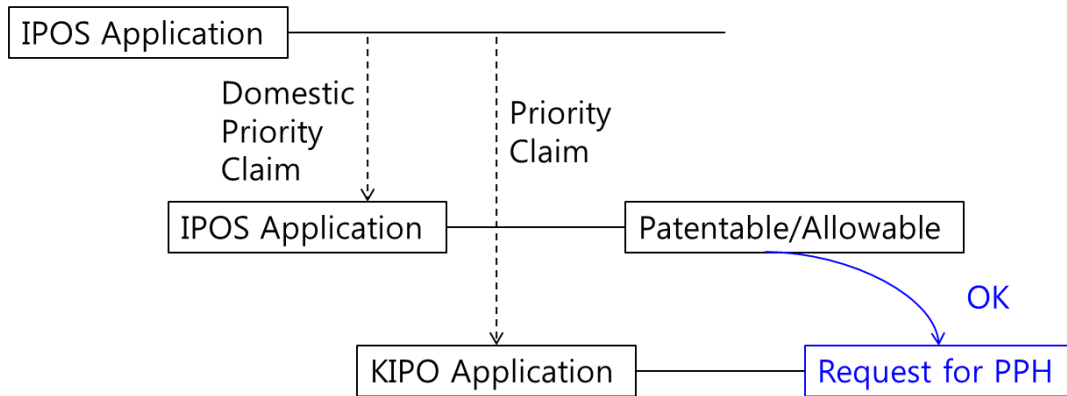 IPOS Application
Domestic
Priority
Claim
Priority
Claim
IPOS Application
Patentable/Allowable
OK
KIPO Application
Request for PPH